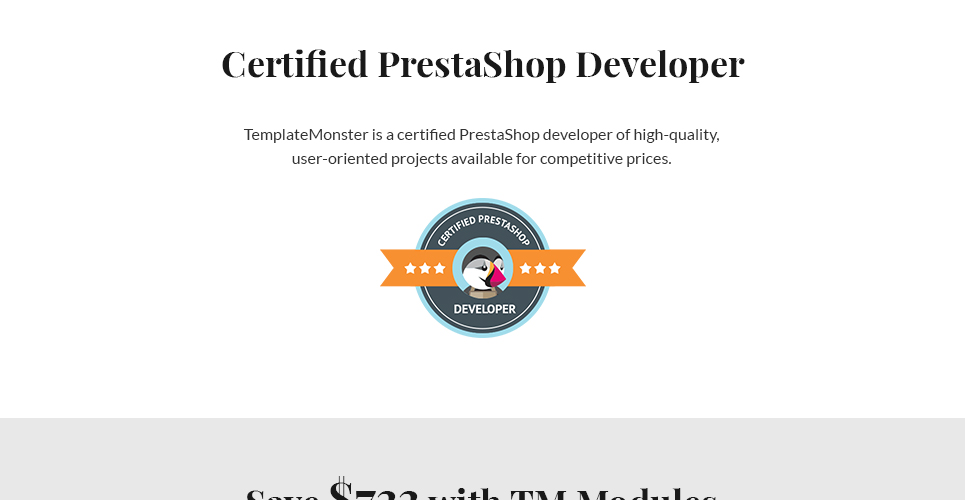 Certified PrestaShop Developer
TemplateMonster is a certified PrestaShop developer of high-quality,
user-oriented projects available for competitive prices.
CERTIFIED PRESTASHOP
DEVELOPER
Save $733 with TM Modules